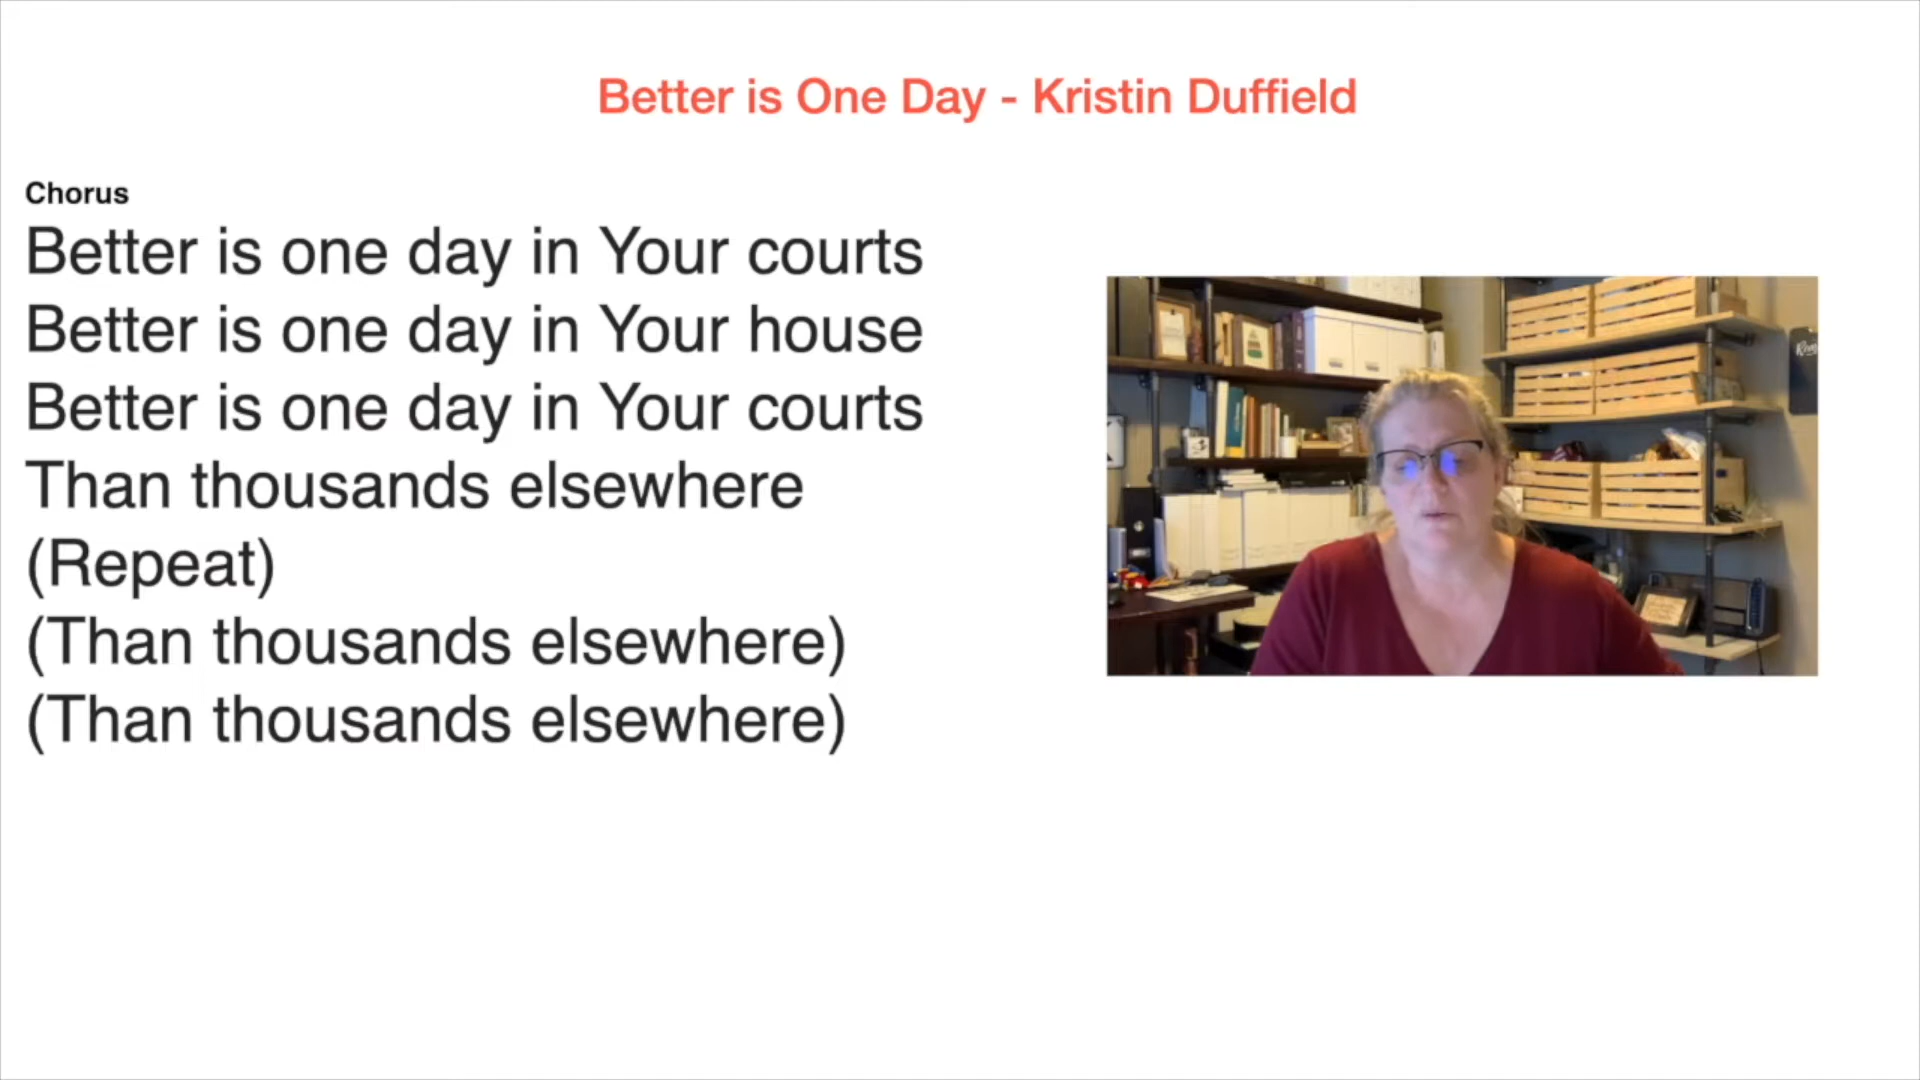 Better is One Day - Kristin Duffield
Chorus
Better is one day in Your courts
Better is one day in Your house
Better is one day in Your courts
Than thousands elsewhere
(Repeat)
(Than thousands elsewhere)
(Than thousands elsewhere)